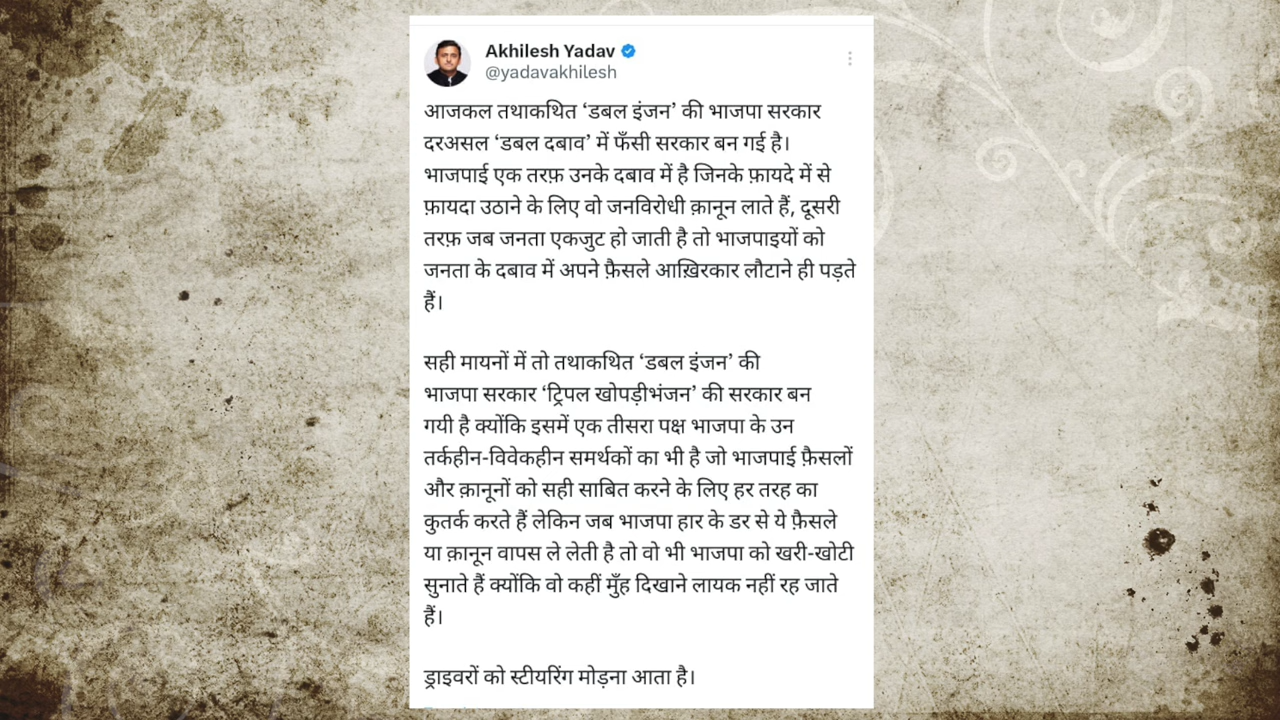 Akhilesh Yadav
@yadavakhilesh
आजकल तथाकथित ‘डबल इंजन’ की भाजपा सरकार
दरअसल ‘डबल दबाव’ में फँसी सरकार बन गई है।
भाजपाई एक तरफ़ उनके दबाव में है जिनके फ़ायदे में से
फ़ायदा उठाने के लिए वो जनविरोधी क़ानून लाते हैं, दूसरी
तरफ़ जब जनता एकजुट हो जाती है तो भाजपाइयों को
जनता के दबाव में अपने फ़ैसले आख़िरकार लौटाने ही पड़ते
हैं।
सही मायनों में तो तथाकथित ‘डबल इंजन’ की
भाजपा सरकार ‘ट्रिपल खोपड़ीभंजन’ की सरकार बन
गयी है क्योंकि इसमें एक तीसरा पक्ष भाजपा के उन
तर्कहीन-विवेकहीन समर्थकों का भी है जो भाजपाई फ़ैसलों
और क़ानूनों को सही साबित करने के लिए हर तरह का
कुतर्क करते हैं लेकिन जब भाजपा हार के डर से ये फ़ैसले
या क़ानून वापस ले लेती है तो वो भी भाजपा को खरी-खोटी
सुनाते हैं क्योंकि वो कहीं मुँह दिखाने लायक नहीं रह जाते
हैं।
ड्राइवरों को स्टीयरिंग मोड़ना आता है।